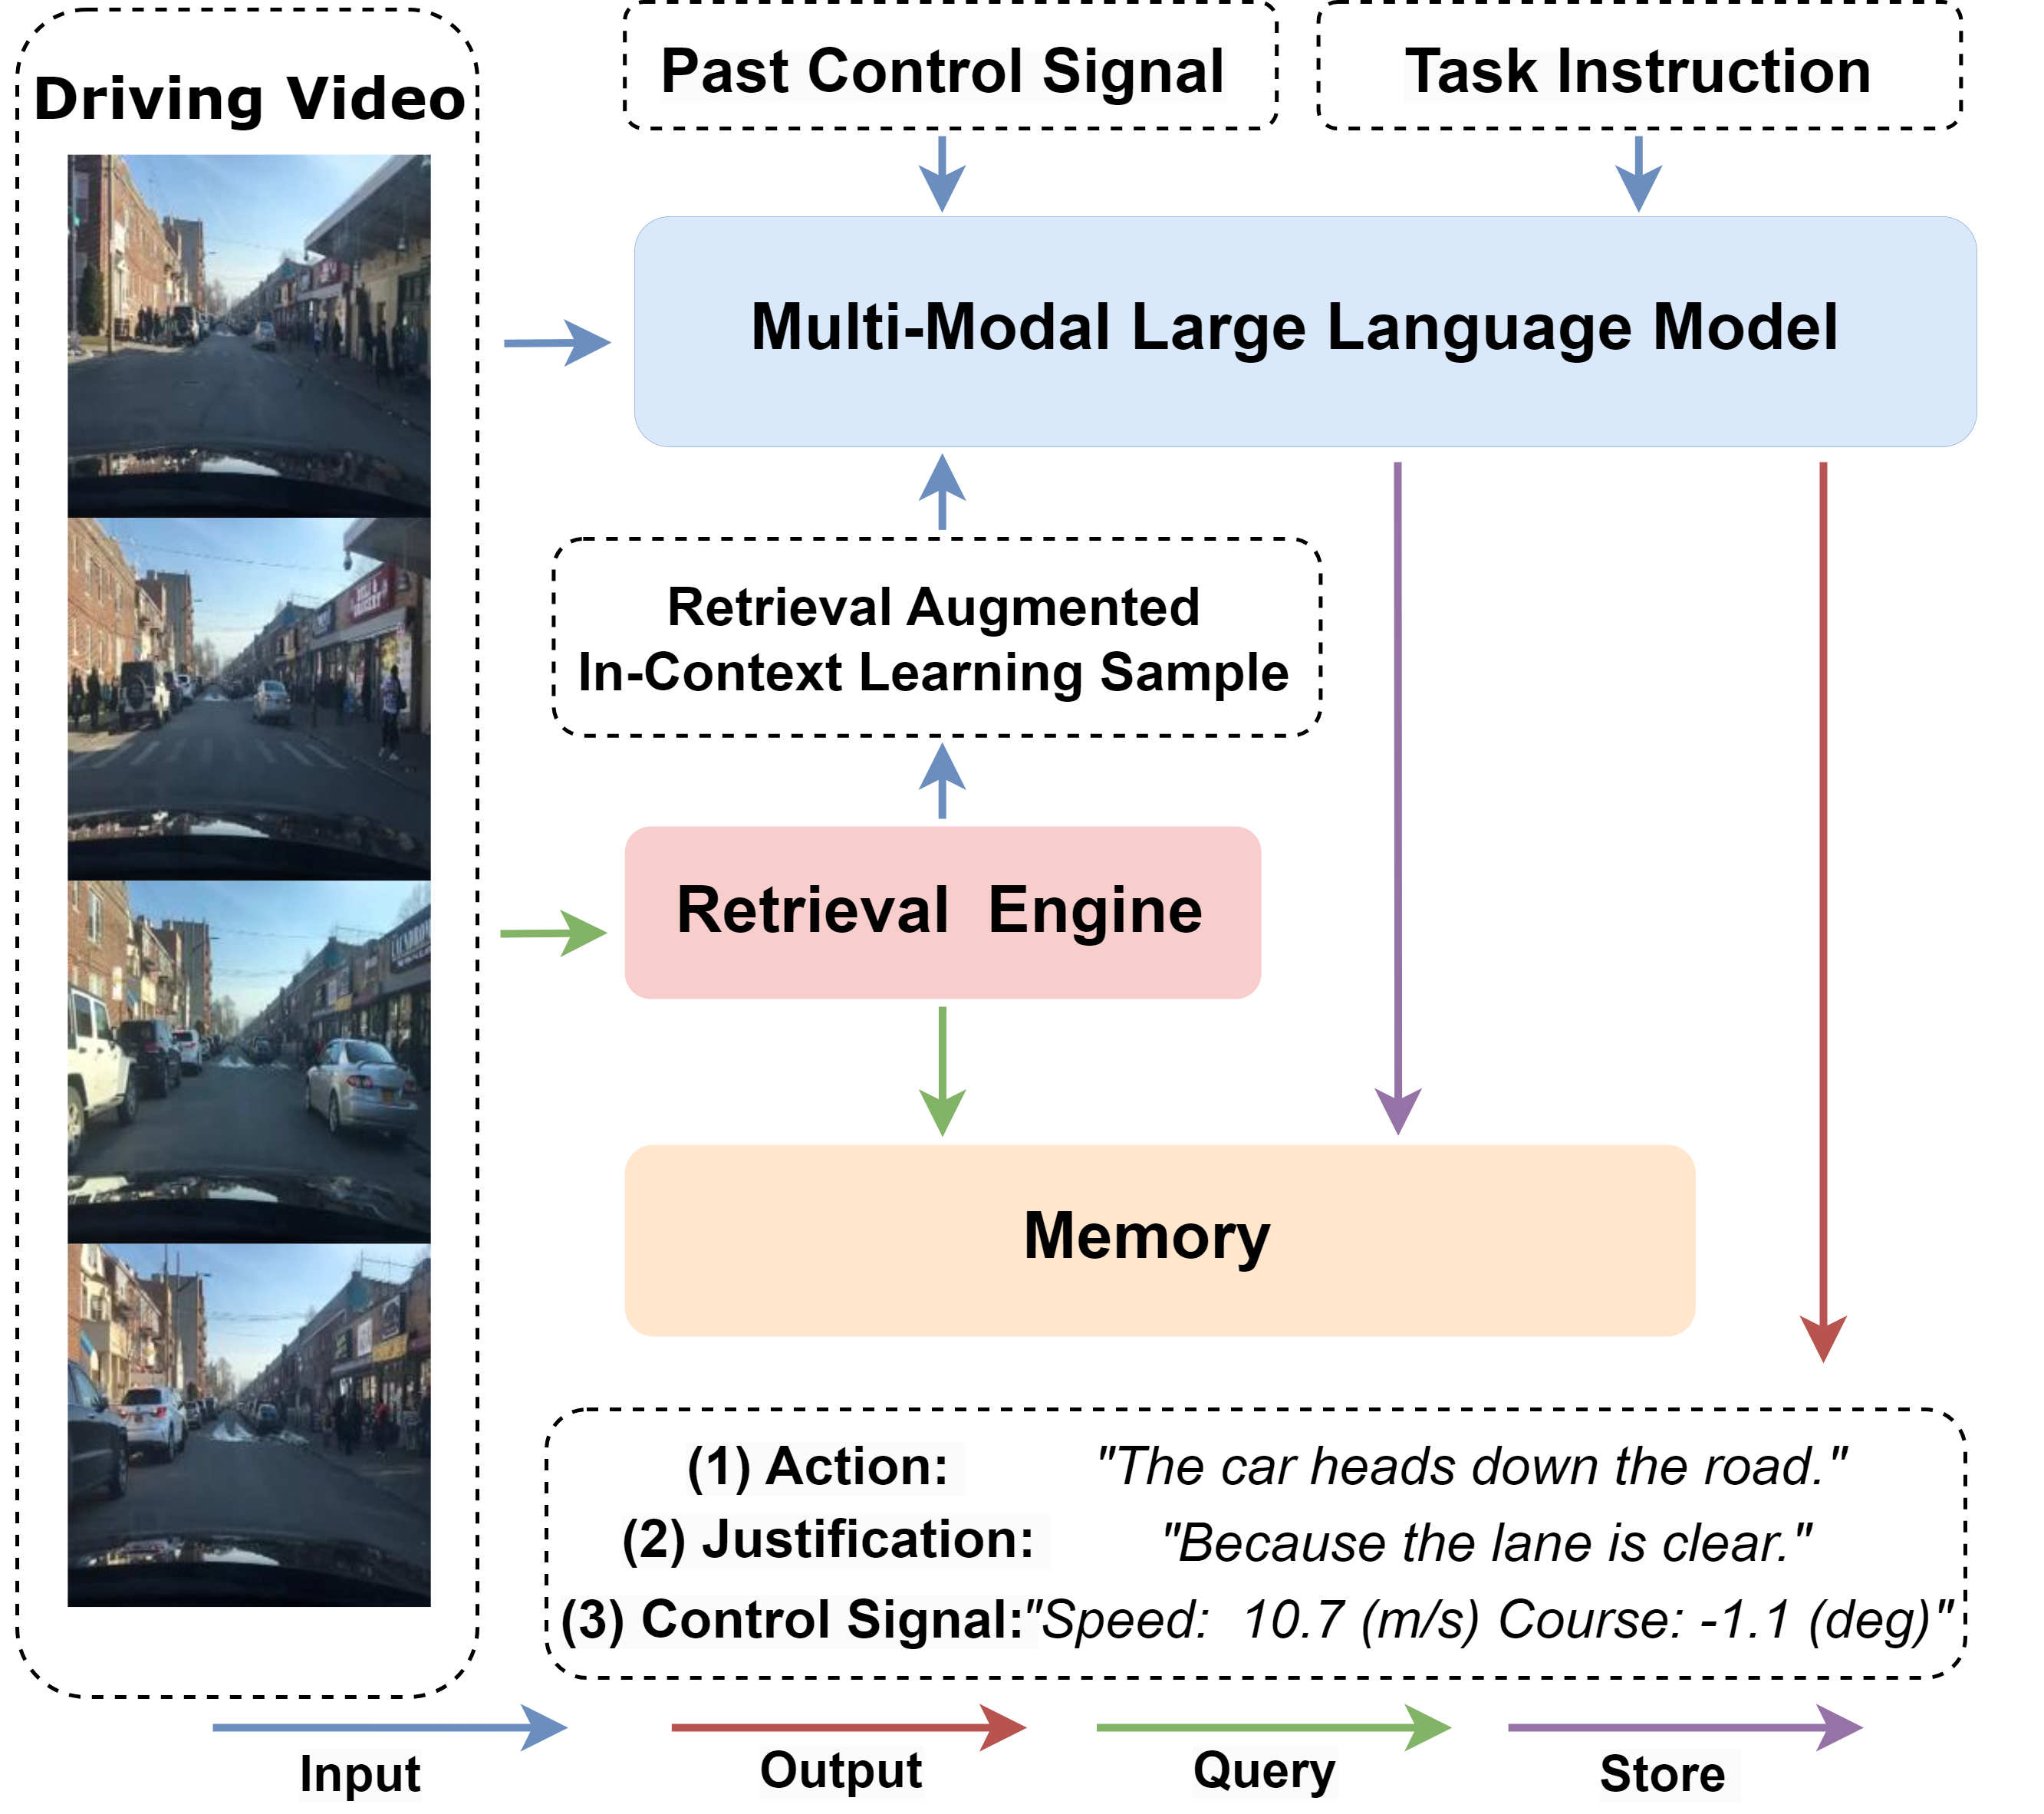 Driving Video
Past Control Signal
Task Instruction
Multi-Modal Large Language Model
Retrieval Augmented
In-Context Learning Sample
Retrieval Engine
Memory
(1) Action: "The car heads down the road."
(2) Justification: "Because the lane is clear."
(3) Control Signal:"Speed: 10.7 (m/s) Course: -1.1 (deg)"
Input
Output
Query
Store